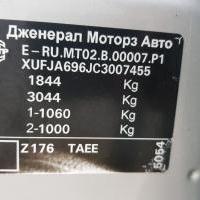 Дженерал Моторз Авто
E-RU.MT02.B.00007.P1
XUFJA696JC3007455
1844 Kg
3044 Kg
1-1060 Kg
2-1000 Kg
Z176 TAEE
5054